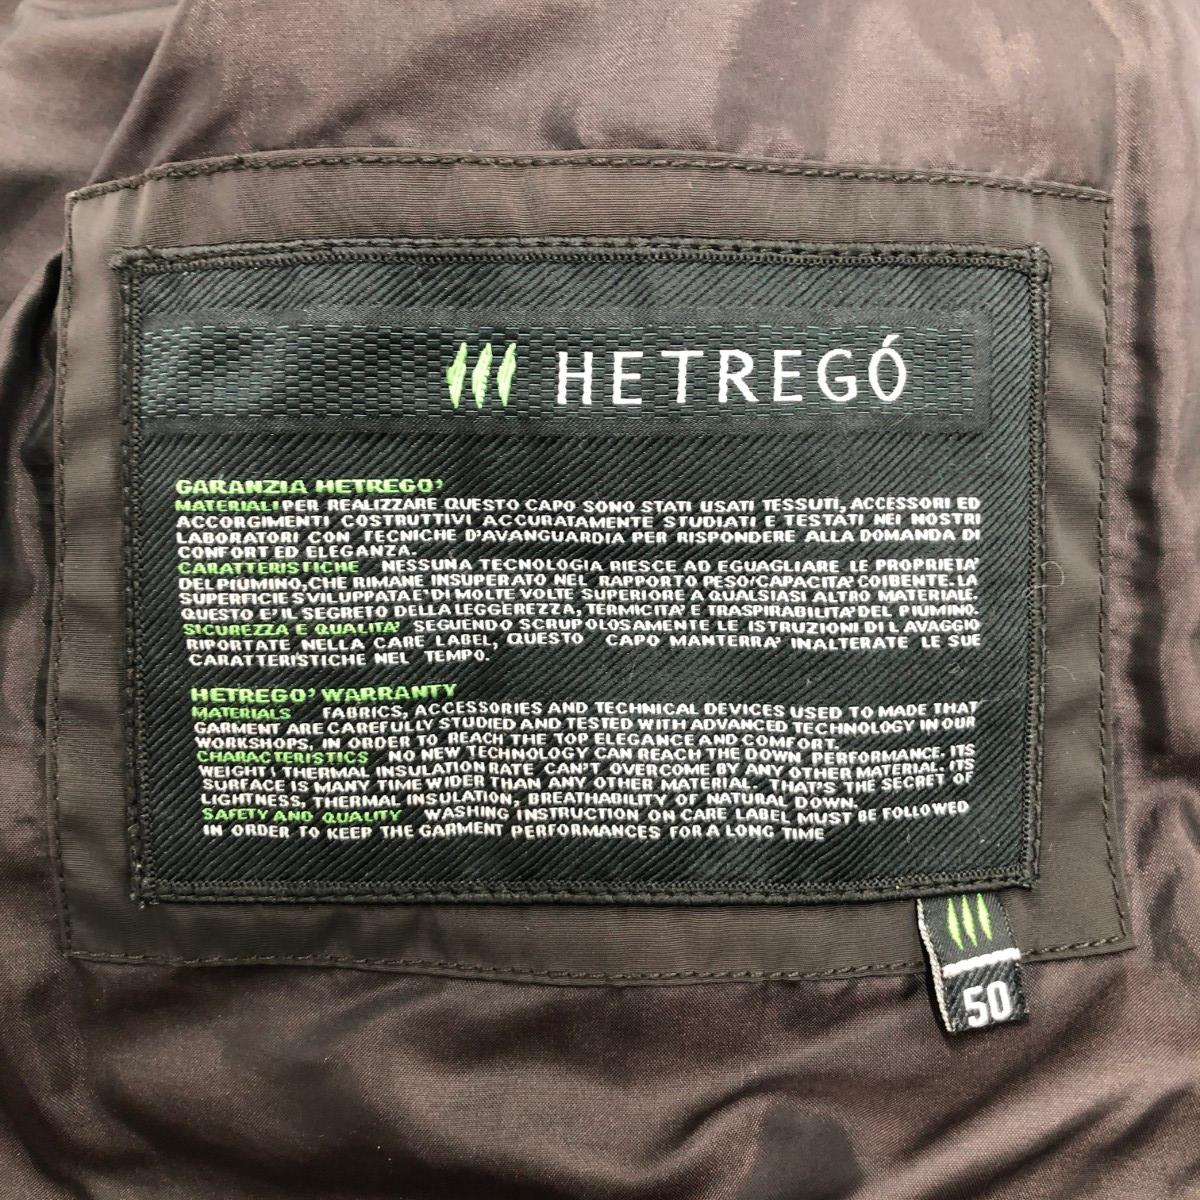 HETREGÓ
GARANZIA HETREGO'
MATERIALI PER REALIZZARE QUESTO CAPO SONO STATI USATI TESSUTI, ACCESSORI ED
ACCORGIMENTI COSTRUTTIVI ACCURATAMENTE STUDIATI E TESTATI NEI NOSTRI
LABORATORI CON TECNICHE D'AVANGUARDIA PER RISPONDERE ALLA DOMANDA DI
CONFORT ED ELEGANZA.
CARATTERISTICHE NESSUNA TECNOLOGIA RIESCE AD EGUAGLIARE LE PROPRIETA'
DEL PIUMINO, CHE RIMANE INSUPERATO NEL RAPPORTO PESO/CAPACITA' COIBENTE. LA
SUPERFICIE SVILUPPATA E' DI MOLTE VOLTE SUPERIORE A QUALSIASI ALTRO MATERIALE.
QUESTO E' IL SEGRETO DELLA LEGGEREZZA, TERMICITA' E TRASPIRABILITA' DEL PIUMINO.
SICUREZZA E QUALITA' SEGUENDO SCRUPOLOSAMENTE LE ISTRUZIONI DI LAVAGGIO
RIPORTATE NELLA CARE LABEL, QUESTO CAPO MANTERRA' INALTERATE LE SUE
CARATTERISTICHE NEL TEMPO.
HETREGO' WARRANTY
MATERIALS FABRICS, ACCESSORIES AND TECHNICAL DEVICES USED TO MADE THAT
GARMENT ARE CAREFULLY STUDIED AND TESTED WITH ADVANCED TECHNOLOGY IN OUR
WORKSHOPS, IN ORDER TO REACH THE TOP ELEGANCE AND COMFORT.
CHARACTERISTICS NO NEW TECHNOLOGY CAN REACH THE DOWN PERFORMANCE, ITS
WEIGHT / THERMAL INSULATION RATE CAN'T OVERCOME BY ANY OTHER MATERIAL: ITS
SURFACE IS MANY TIME WIDER THAN ANY OTHER MATERIAL. THAT'S THE SECRET OF
LIGHTNESS, THERMAL INSULATION, BREATHABILITY OF NATURAL DOWN.
SAFETY AND QUALITY WASHING INSTRUCTION ON CARE LABEL MUST BE FOLLOWED
IN ORDER TO KEEP THE GARMENT PERFORMANCES FOR A LONG TIME
50